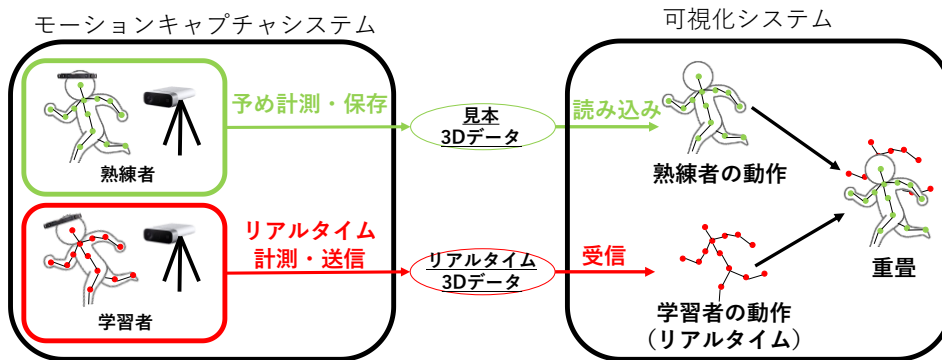 モーションキャプチャシステム
可視化システム
予め計測・保存
熟練者
見本
3Dデータ
読み込み
熟練者の動作
リアルタイム
計測・送信
学習者
リアルタイム
3Dデータ
受信
学習者の動作
（リアルタイム）
重畳